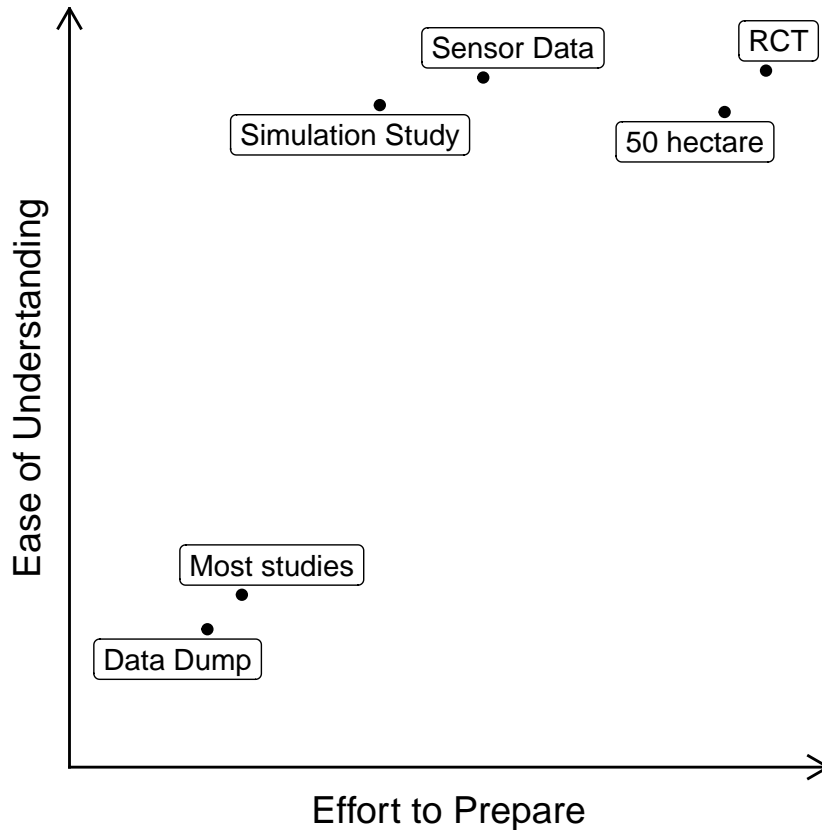 RCT
Sensor Data
Simulation Study
50 hectare
Ease of Understanding
Most studies
Data Dump
Effort to Prepare